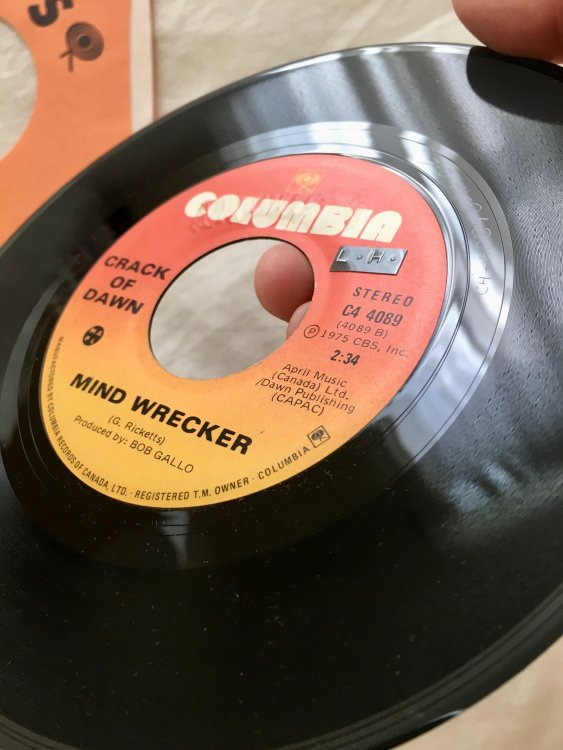 S
COLUMBIA
L·H·
CRACK
OF
DAWN
STEREO
C4 4089
(4089 B)
Ⓟ1975 CBS, Inc.
2:34
April Music
(Canada) Ltd.
/Dawn Publishing
(CAPAC)
MIND WRECKER
(G. Ricketts)
Produced by: BOB GALLO
MANUFACTURED BY COLUMBIA RECORDS OF CANADA, LTD. · REGISTERED T.M. OWNER · COLUMBIA